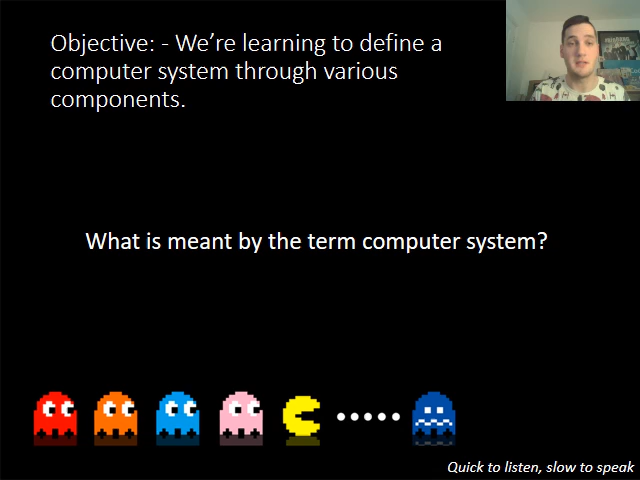 Objective: - We’re learning to define a
computer system through various
components.
What is meant by the term computer system?
Quick to listen, slow to speak